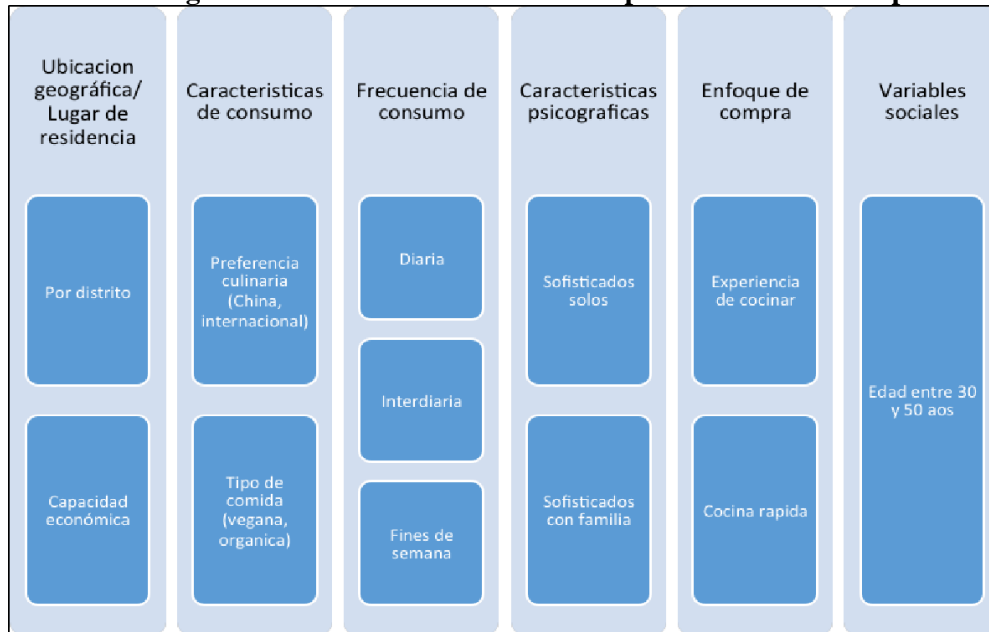 Ubicacion
geográfica/
Lugar de
residencia
Por distrito
Capacidad
económica
Caracteristicas
de consumo
Preferencia
culinaria
(China,
internacional)
Tipo de
comida
(vegana,
organica)
Frecuencia de
consumo
Diaria
Interdiaria
Fines de
semana
Caracteristicas
psicograficas
Sofisticados
solos
Sofisticados
con familia
Enfoque de
compra
Experiencia
de cocinar
Cocina rapida
Variables
sociales
Edad entre 30
y 50 aos